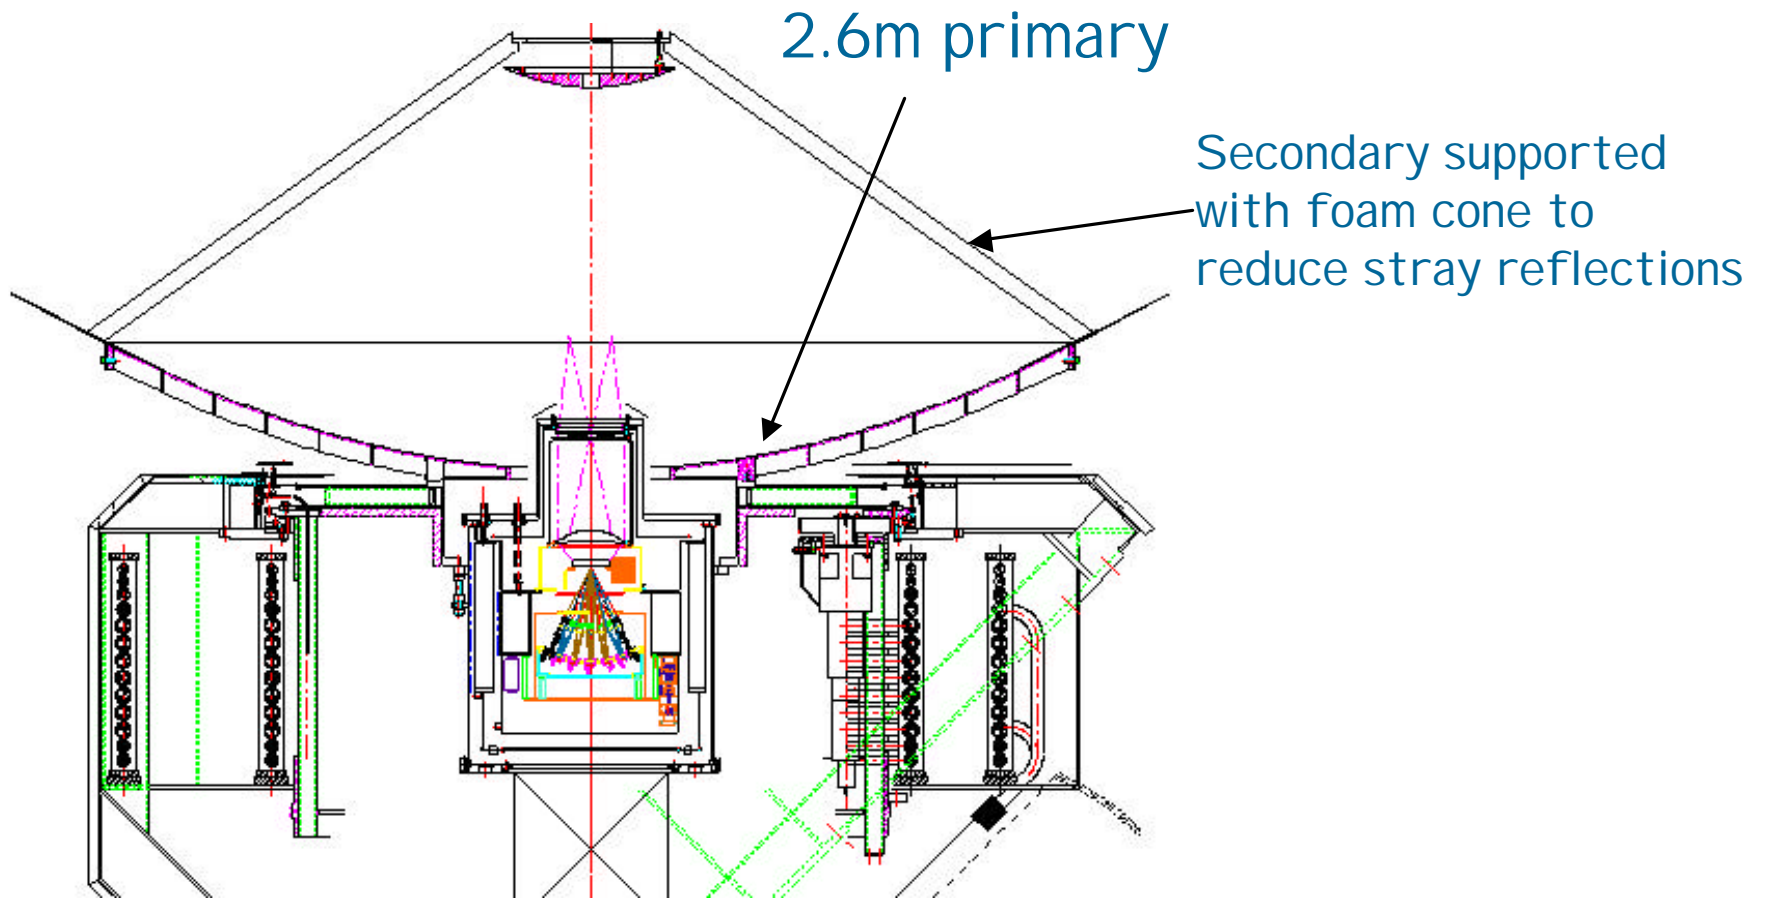 2.6m primary
Secondary supported
with foam cone to
reduce stray reflections